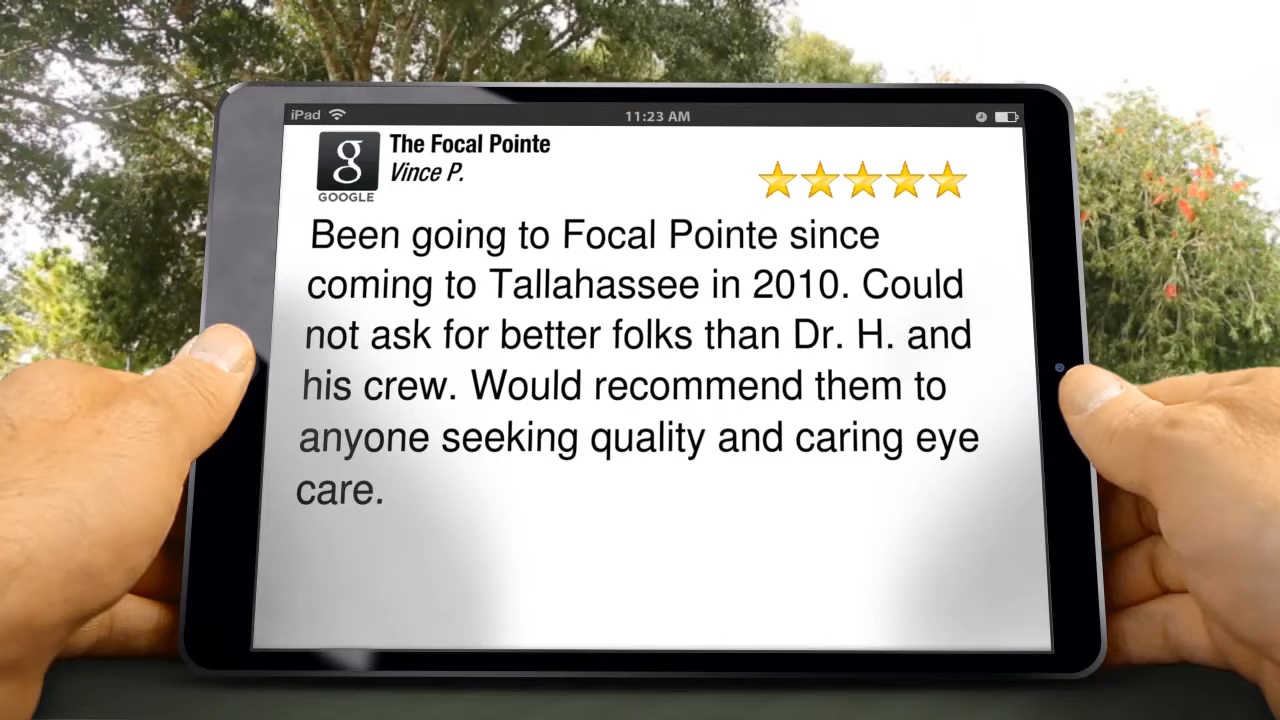 iPad 11:23 AM
The Focal Pointe
Vince P.
g
GOOGLE
Been going to Focal Pointe since
coming to Tallahassee in 2010. Could
not ask for better folks than Dr. H. and
his crew. Would recommend them to
anyone seeking quality and caring eye
care.